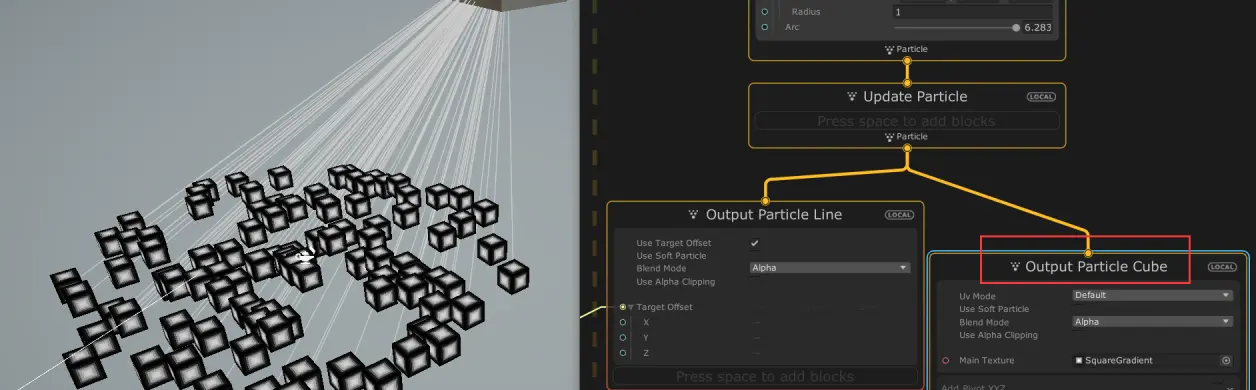 Radius 1
Arc 6.283
Particle
Update Particle LOCAL
Press space to add blocks
Particle
Output Particle Line LOCAL
Use Target Offset
Use Soft Particle
Blend Mode Alpha
Use Alpha Clipping
Target Offset
X
Y
Z
Press space to add blocks
Output Particle Cube LOCAL
Uv Mode Default
Use Soft Particle
Blend Mode Alpha
Use Alpha Clipping
Main Texture SquareGradient
Add Pivot XYZ